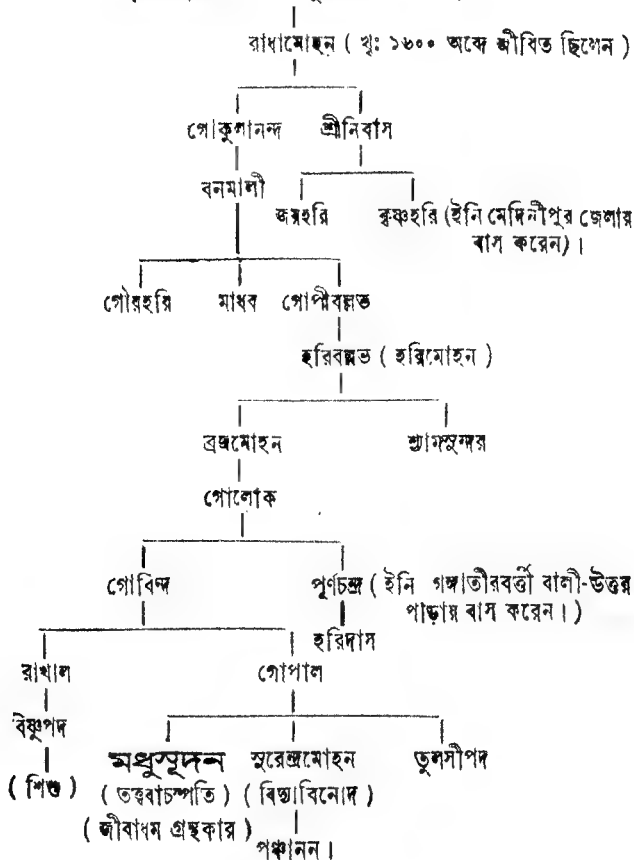 রাধামোহন ( খৃঃ ১৬০০ অব্দে জীবিত ছিলেন )
গোকুলানন্দ শ্রীনিবাস
বনমালী
জয়হরি কৃষ্ণহরি (ইনি মেদিনীপুর জেলায়
বাস করেন)।
গৌরহরি মাধব গোপীবল্লভ
হরিবল্লভ ( হরিমোহন )
ব্রজমোহন শ্যামসুন্দর
গোলোক
গোবিন্দ পূর্ণচন্দ্র ( ইনি গঙ্গাতীরবর্ত্তী বালী-উত্তর
পাড়ায় বাস করেন। )
হরিদাস
রাখাল গোপাল
বিষ্ণুপদ
মধুসূদন সুরেন্দ্রমোহন তুলসীপদ
( শিশু ) ( তত্ত্ববাচস্পতি ) ( বিদ্যাবিনোদ )
( জীবাধম গ্রন্থকার )
পঞ্চানন।